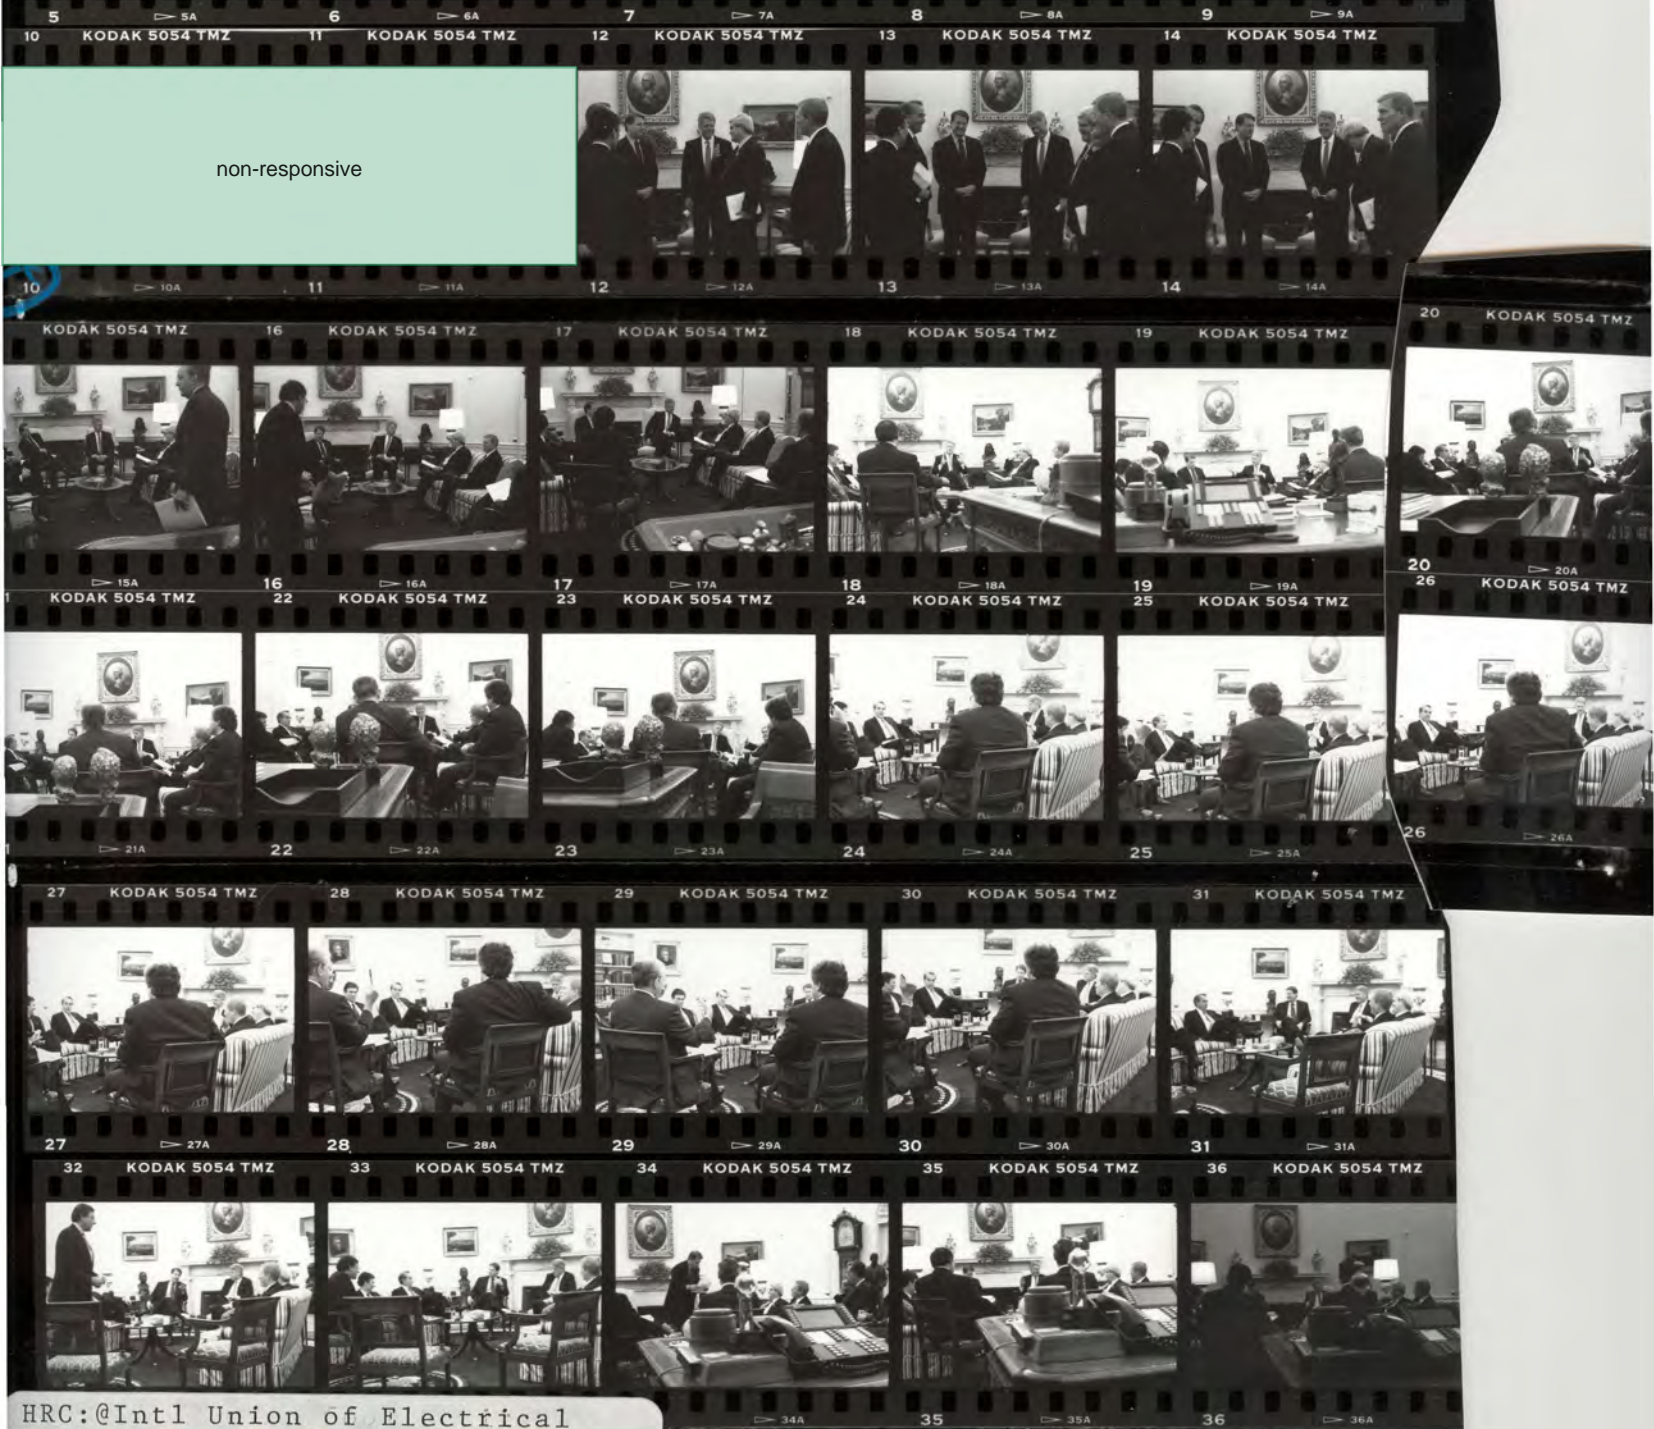 5 ▷ 5A 6 ▷ 6A 7 ▷ 7A 8 ▷ 8A 9 ▷ 9A
10 KODAK 5054 TMZ 11 KODAK 5054 TMZ 12 KODAK 5054 TMZ 13 KODAK 5054 TMZ 14 KODAK 5054 TMZ
non-responsive
10 ▷ 10A 11 ▷ 11A 12 ▷ 12A 13 ▷ 13A 14 ▷ 14A
KODAK 5054 TMZ 16 KODAK 5054 TMZ 17 KODAK 5054 TMZ 18 KODAK 5054 TMZ 19 KODAK 5054 TMZ 20 KODAK 5054 TMZ
▷ 15A 16 ▷ 16A 17 ▷ 17A 18 ▷ 18A 19 ▷ 19A 20 ▷ 20A
1 KODAK 5054 TMZ 22 KODAK 5054 TMZ 23 KODAK 5054 TMZ 24 KODAK 5054 TMZ 25 KODAK 5054 TMZ 26 KODAK 5054 TMZ
1 ▷ 21A 22 ▷ 22A 23 ▷ 23A 24 ▷ 24A 25 ▷ 25A 26 ▷ 26A
27 KODAK 5054 TMZ 28 KODAK 5054 TMZ 29 KODAK 5054 TMZ 30 KODAK 5054 TMZ 31 KODAK 5054 TMZ
27 ▷ 27A 28 ▷ 28A 29 ▷ 29A 30 ▷ 30A 31 ▷ 31A
32 KODAK 5054 TMZ 33 KODAK 5054 TMZ 34 KODAK 5054 TMZ 35 KODAK 5054 TMZ 36 KODAK 5054 TMZ
HRC:@Intl Union of Electrical
▷ 34A 35 ▷ 35A 36 ▷ 36A